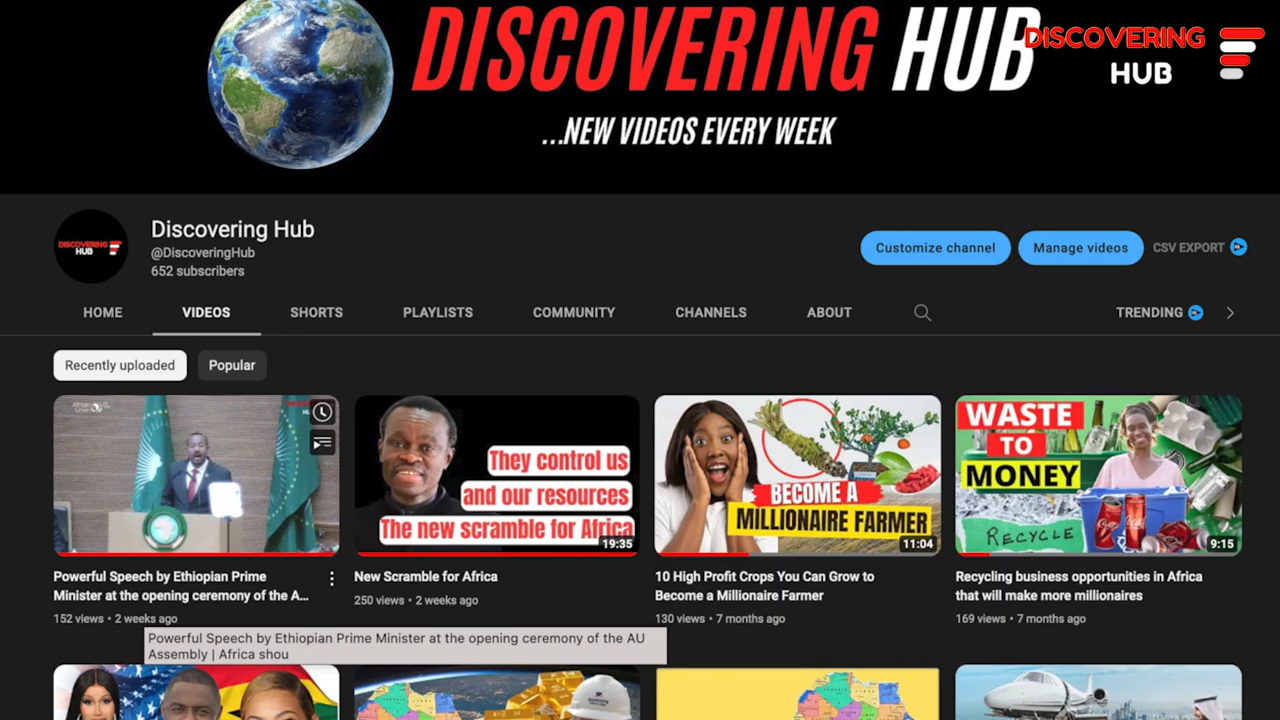 DISCOVERING HUB
DISCOVERING
HUB
...NEW VIDEOS EVERY WEEK
DISCOVERING
HUB
Discovering Hub
@DiscoveringHub
652 subscribers
Customize channel
Manage videos
CSV EXPORT
HOME
VIDEOS
SHORTS
PLAYLISTS
COMMUNITY
CHANNELS
ABOUT
TRENDING
Recently uploaded
Popular
They control us
and our resources
The new scramble for Africa
19:35
BECOME A
MILLIONAIRE FARMER
11:04
WASTE
TO
MONEY
RECYCLE
9:15
Powerful Speech by Ethiopian Prime
Minister at the opening ceremony of the A...
152 views • 2 weeks ago
New Scramble for Africa
250 views • 2 weeks ago
10 High Profit Crops You Can Grow to
Become a Millionaire Farmer
130 views • 7 months ago
Recycling business opportunities in Africa
that will make more millionaires
169 views • 7 months ago
Powerful Speech by Ethiopian Prime Minister at the opening ceremony of the AU
Assembly | Africa shou